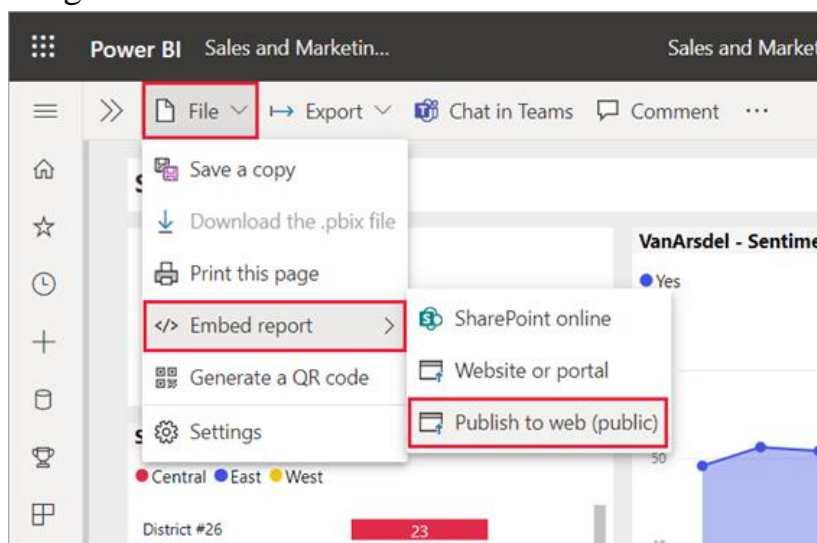 Power BI Sales and Marketin... Sales and Market
File Export Chat in Teams Comment ...
Save a copy
Download the .pbix file
VanArsdel - Sentime
Print this page
Yes
Embed report
SharePoint online
Generate a QR code
Website or portal
Settings
Publish to web (public)
Central East West
50
District #26 23